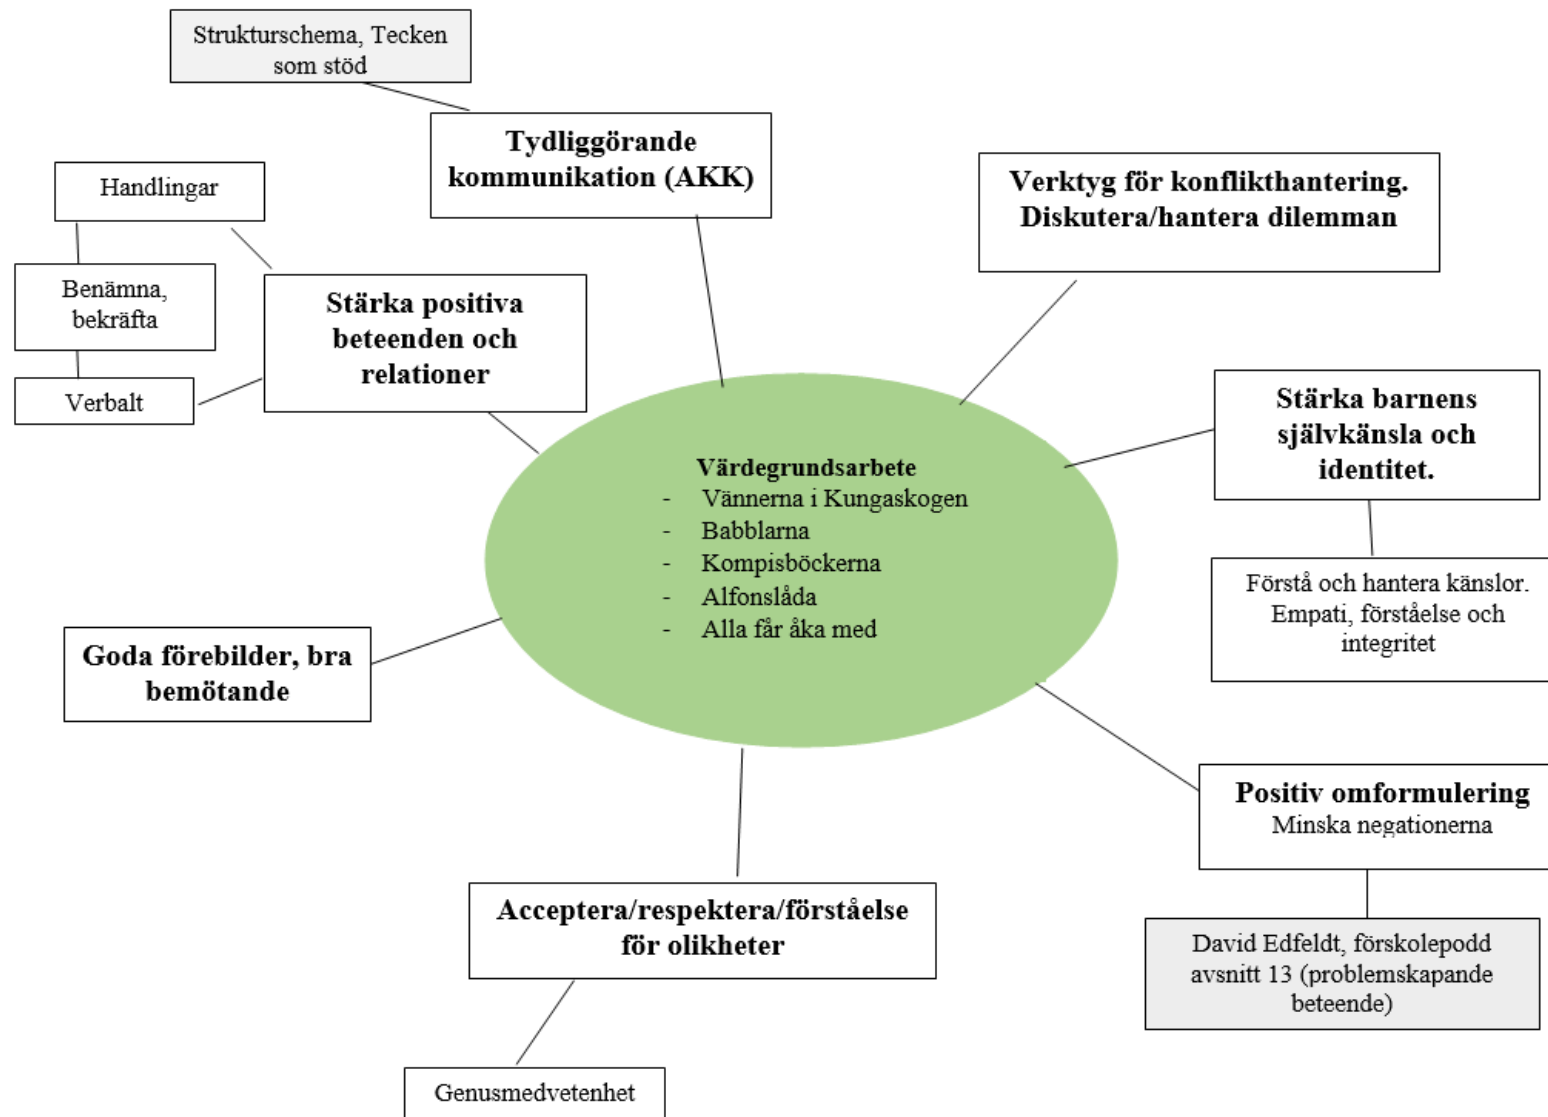 Strukturschema, Tecken
som stöd
Tydliggörande
kommunikation (AKK)
Verktyg för konflikthantering.
Diskutera/hantera dilemman
Handlingar
Benämna,
bekräfta
Verbalt
Stärka positiva
beteenden och
relationer
Stärka barnens
självkänsla och
identitet.
Förstå och hantera känslor.
Empati, förståelse och
integritet
Värdegrundsarbete
- Vännerna i Kungaskogen
- Babblarna
- Kompisböckerna
- Alfonslåda
- Alla får åka med
Goda förebilder, bra
bemötande
Positiv omformulering
Minska negationerna
David Edfeldt, förskolepodd
avsnitt 13 (problemskapande
beteende)
Acceptera/respektera/förståelse
för olikheter
Genusmedvetenhet